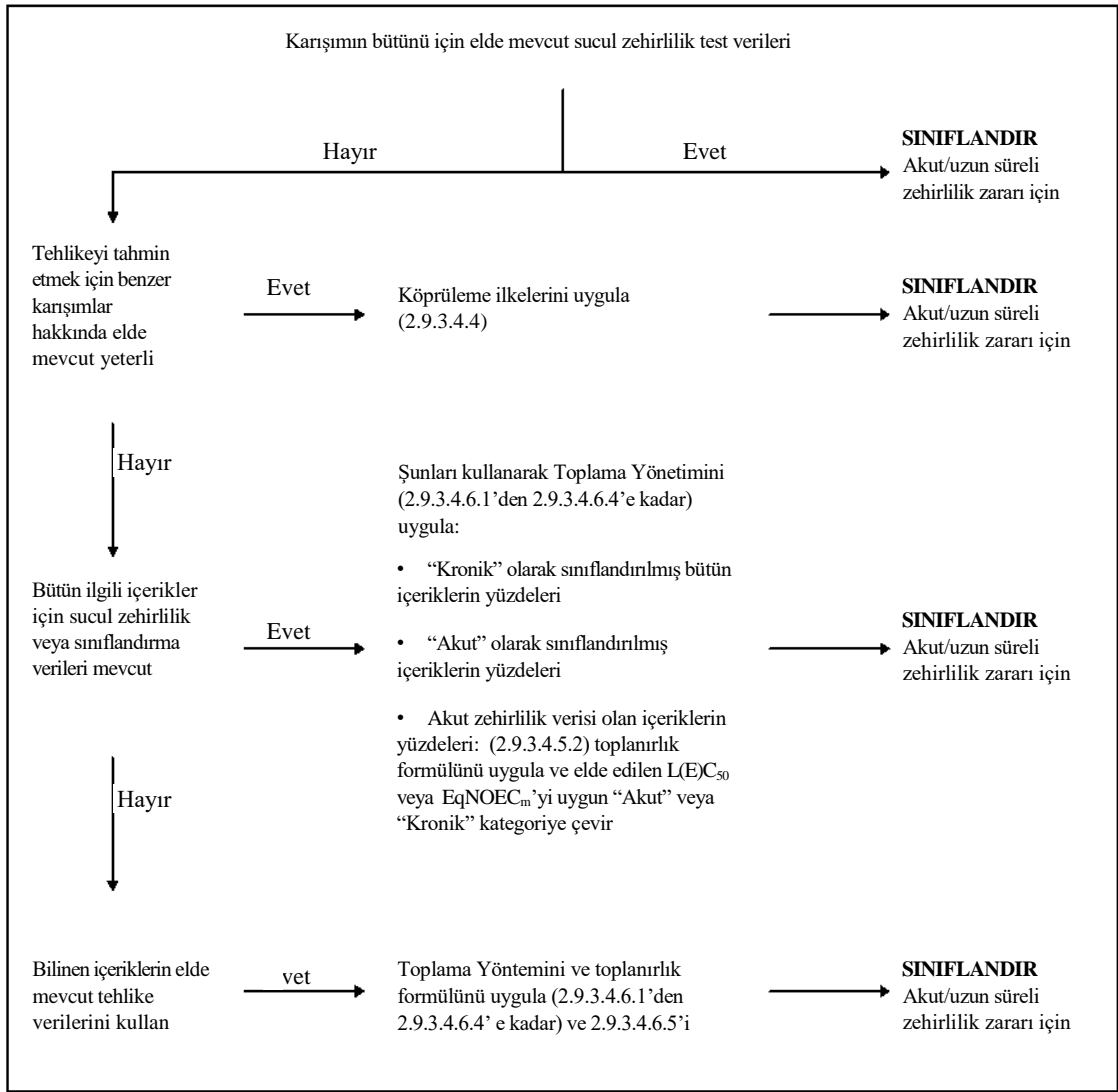 Karışımın bütünü için elde mevcut sucul zehirlilik test verileri
Hayır
Evet
SINIFLANDIR
Akut/uzun süreli
zehirlilik zararı için
Tehlikeyi tahmin
etmek için benzer
karışımlar
hakkında elde
mevcut yeterli
Evet
Köprüleme ilkelerini uygula
(2.9.3.4.4)
SINIFLANDIR
Akut/uzun süreli
zehirlilik zararı için
Hayır
Şunları kullanarak Toplama Yönetimini
(2.9.3.4.6.1’den 2.9.3.4.6.4’e kadar)
uygula:
• “Kronik” olarak sınıflandırılmış bütün
içeriklerin yüzdeleri
• “Akut” olarak sınıflandırılmış
içeriklerin yüzdeleri
• Akut zehirlilik verisi olan içeriklerin
yüzdeleri: (2.9.3.4.5.2) toplanırlık
formülünü uygula ve elde edilen L(E)C₅₀
veya EqNOECₘ’yi uygun “Akut” veya
“Kronik” kategoriye çevir
Bütün ilgili içerikler
için sucul zehirlilik
veya sınıflandırma
verileri mevcut
Evet
SINIFLANDIR
Akut/uzun süreli
zehirlilik zararı için
Hayır
Bilinen içeriklerin elde
mevcut tehlike
verilerini kullan
vet
Toplama Yöntemini ve toplanırlık
formülünü uygula (2.9.3.4.6.1’den
2.9.3.4.6.4’ e kadar) ve 2.9.3.4.6.5’i
SINIFLANDIR
Akut/uzun süreli
zehirlilik zararı için